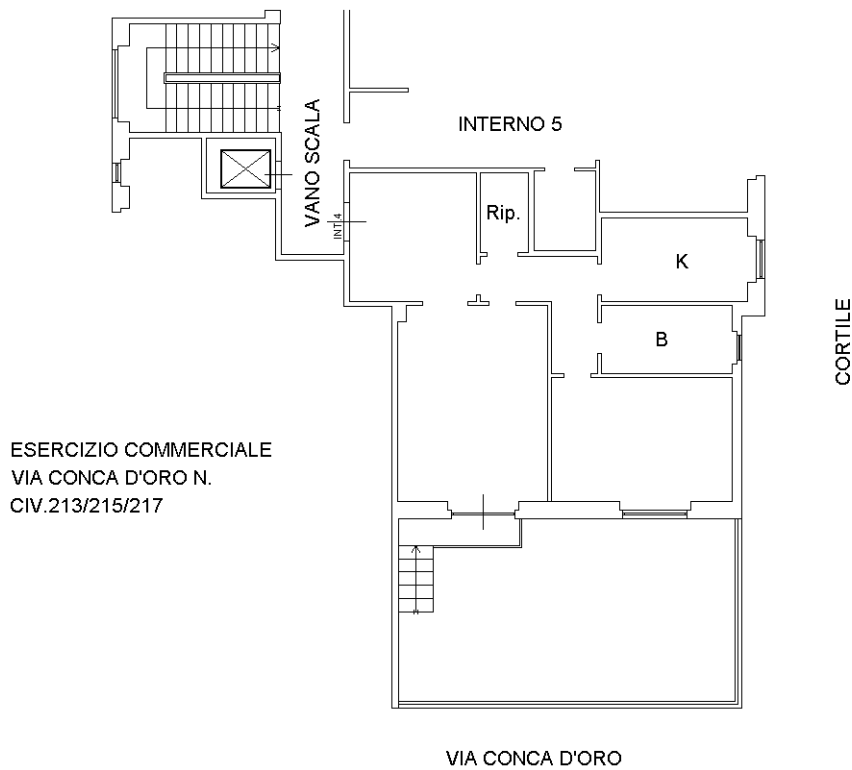 INTERNO 5
VANO SCALA
INT.4
Rip.
K
B
CORTILE
ESERCIZIO COMMERCIALE
VIA CONCA D'ORO N.
CIV.213/215/217
VIA CONCA D'ORO